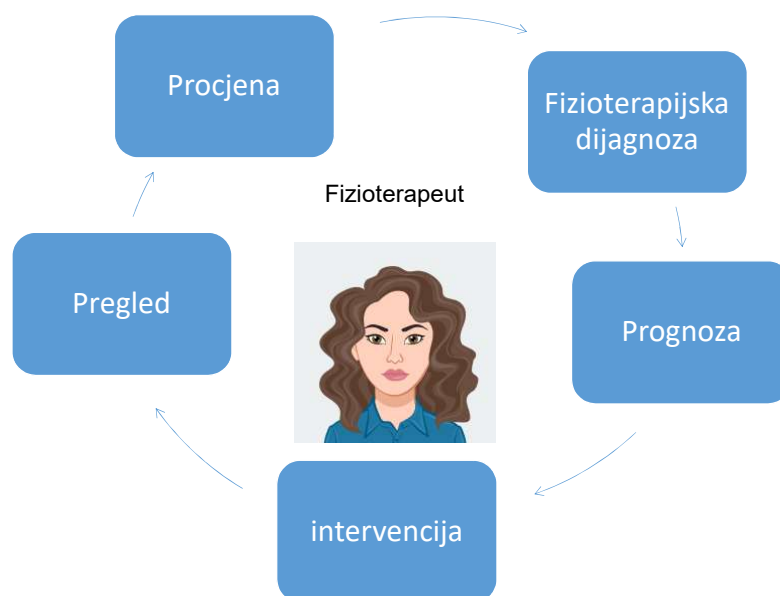 Procjena
Fizioterapijska
dijagnoza
Fizioterapeut
Pregled
Prognoza
intervencija